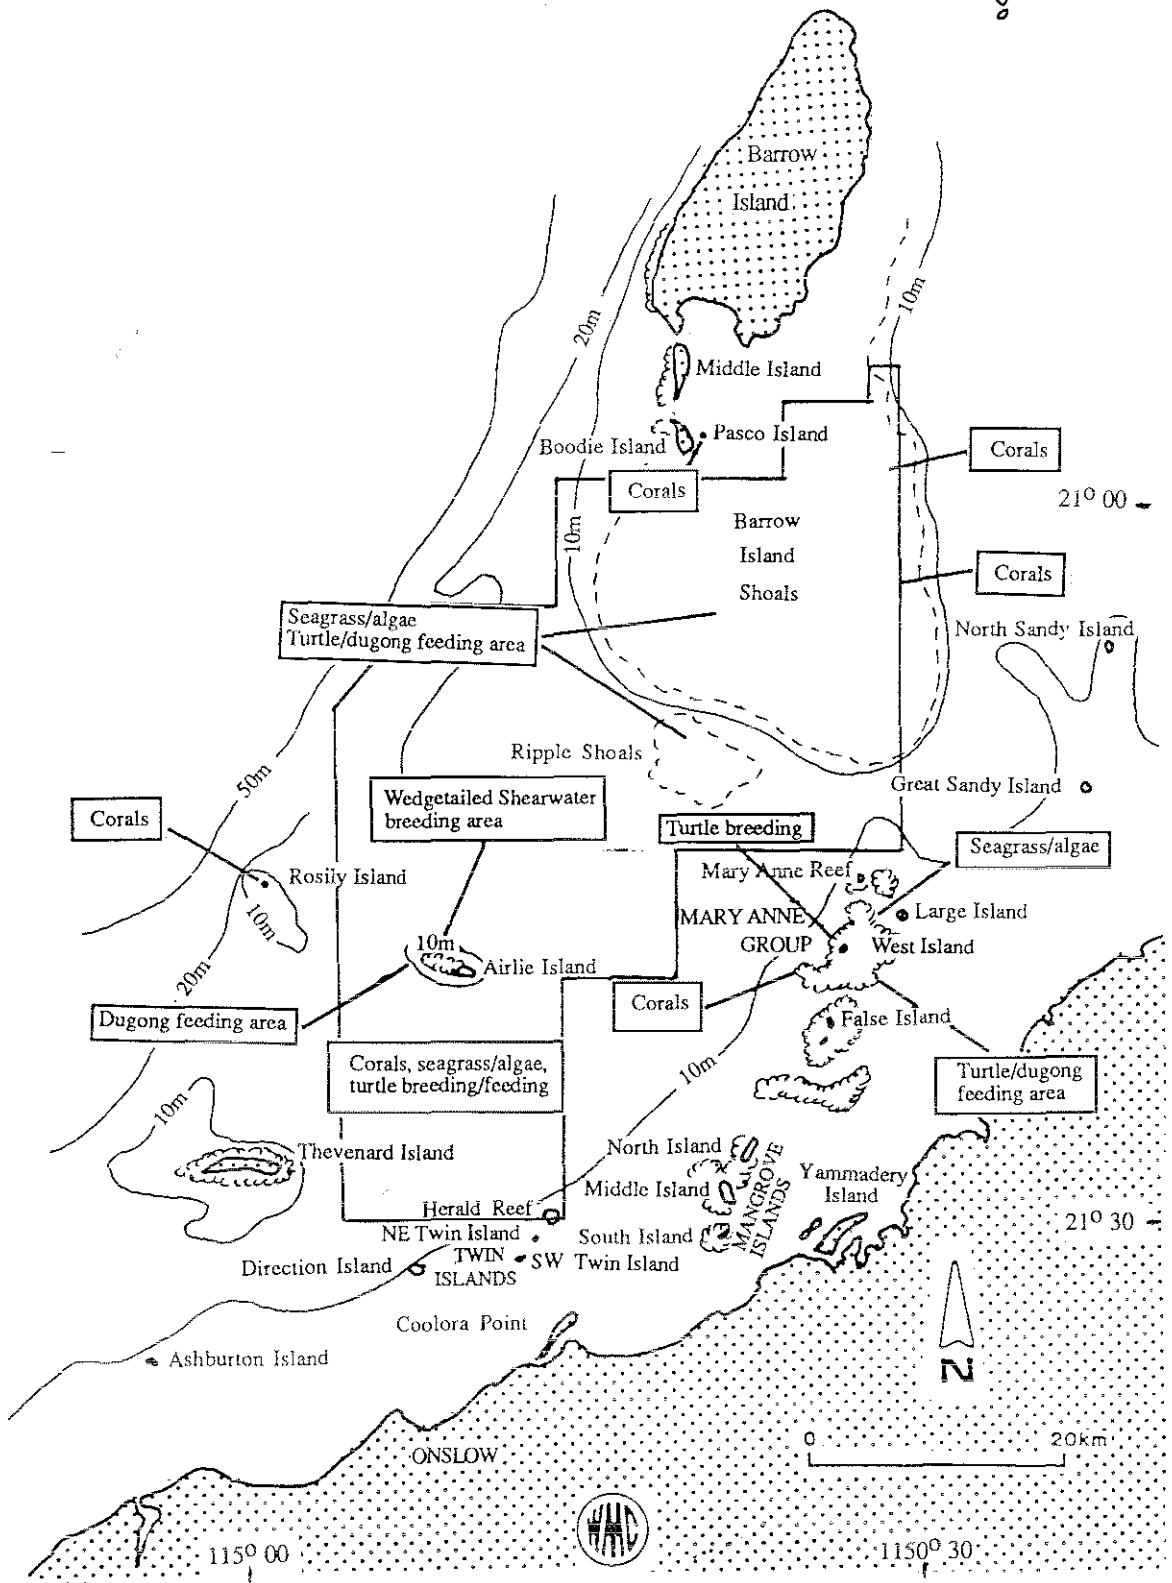 Barrow
Island
20m
10m
Middle Island
Boodie Island
Pasco Island
Corals
Corals
21° 00
10m
Barrow
Island
Shoals
Corals
Seagrass/algae
Turtle/dugong feeding area
North Sandy Island
Ripple Shoals
50m
Wedgetailed Shearwater
breeding area
Great Sandy Island
Corals
Turtle breeding
Seagrass/algae
Mary Anne Reef
Rosily Island
10m
MARY ANNE
GROUP
Large Island
West Island
10m
Airlie Island
20m
Corals
Dugong feeding area
False Island
Corals, seagrass/algae,
turtle breeding/feeding
10m
Turtle/dugong
feeding area
10m
Thevenard Island
North Island
Middle Island
South Island
MANGROVE
ISLANDS
Yammadery
Island
Herald Reef
NE Twin Island
21° 30
TWIN
ISLANDS
SW Twin Island
Direction Island
Coolora Point
Ashburton Island
N
0 20km
ONSLOW
WMC
115° 00
1150° 30